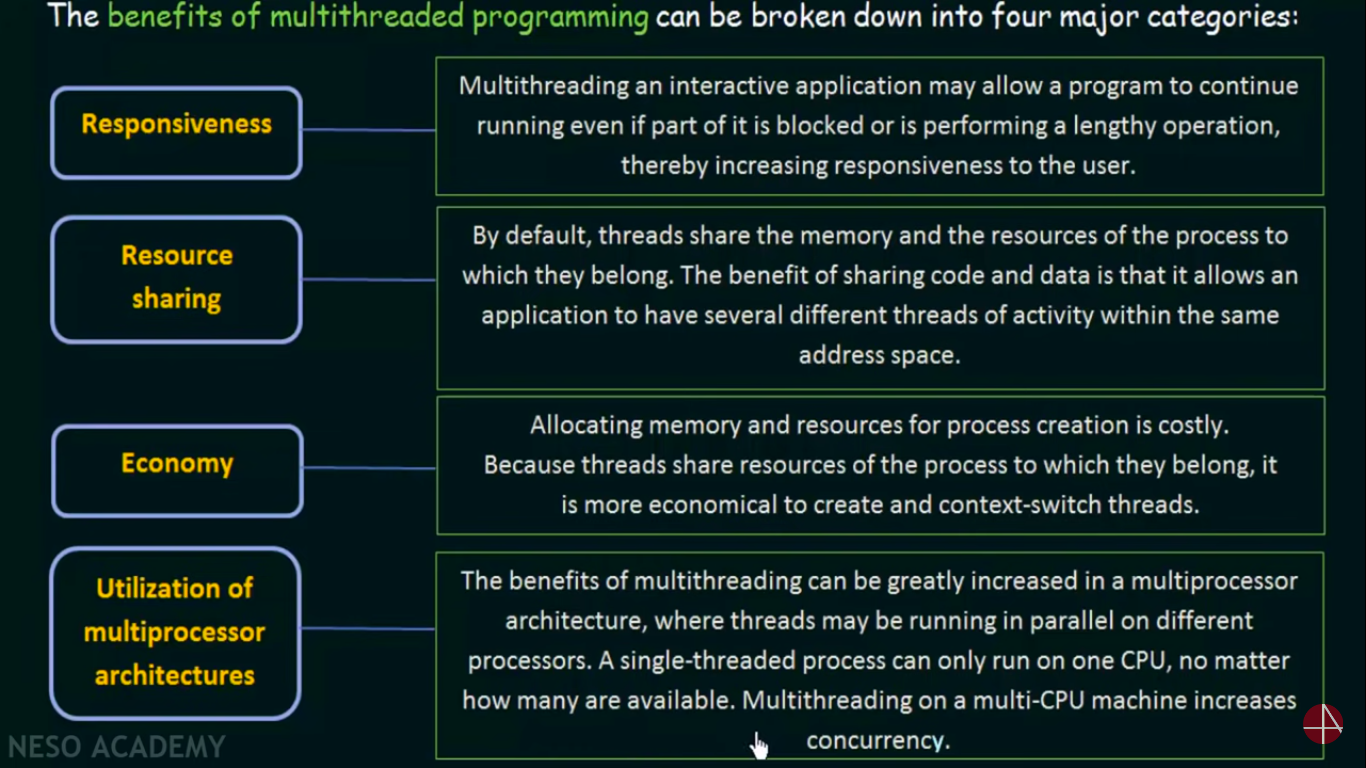 The benefits of multithreaded programming can be broken down into four major categories:
Responsiveness
Multithreading an interactive application may allow a program to continue
running even if part of it is blocked or is performing a lengthy operation,
thereby increasing responsiveness to the user.
Resource
sharing
By default, threads share the memory and the resources of the process to
which they belong. The benefit of sharing code and data is that it allows an
application to have several different threads of activity within the same
address space.
Economy
Allocating memory and resources for process creation is costly.
Because threads share resources of the process to which they belong, it
is more economical to create and context-switch threads.
Utilization of
multiprocessor
architectures
The benefits of multithreading can be greatly increased in a multiprocessor
architecture, where threads may be running in parallel on different
processors. A single-threaded process can only run on one CPU, no matter
how many are available. Multithreading on a multi-CPU machine increases
concurrency.
NESO ACADEMY